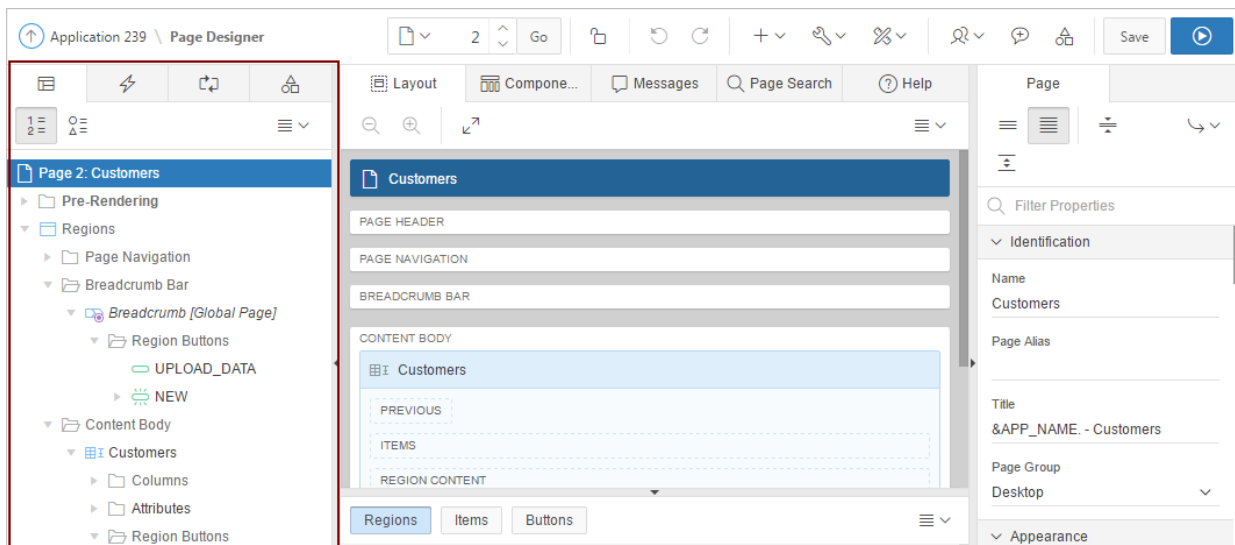 Application 239 \ Page Designer
2
Go
Save
Layout
Compone...
Messages
Page Search
Help
Page
Page 2: Customers
Pre-Rendering
Regions
Page Navigation
Breadcrumb Bar
Breadcrumb [Global Page]
Region Buttons
UPLOAD_DATA
NEW
Content Body
Customers
Columns
Attributes
Region Buttons
Customers
PAGE HEADER
PAGE NAVIGATION
BREADCRUMB BAR
CONTENT BODY
Customers
PREVIOUS
ITEMS
REGION CONTENT
Regions
Items
Buttons
Filter Properties
Identification
Name
Customers
Page Alias
Title
&APP_NAME. - Customers
Page Group
Desktop
Appearance